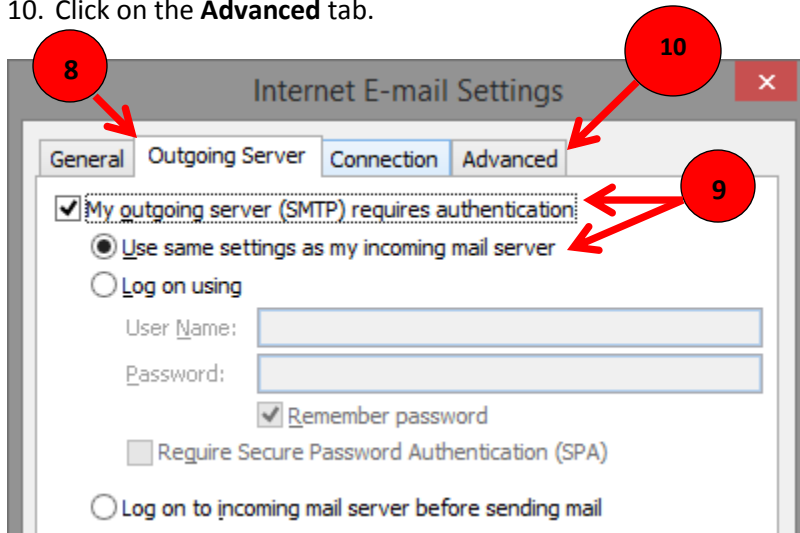 10. Click on the Advanced tab.
8
10
Internet E-mail Settings
×
General Outgoing Server Connection Advanced
9
My outgoing server (SMTP) requires authentication
Use same settings as my incoming mail server
Log on using
User Name:
Password:
Remember password
Require Secure Password Authentication (SPA)
Log on to incoming mail server before sending mail